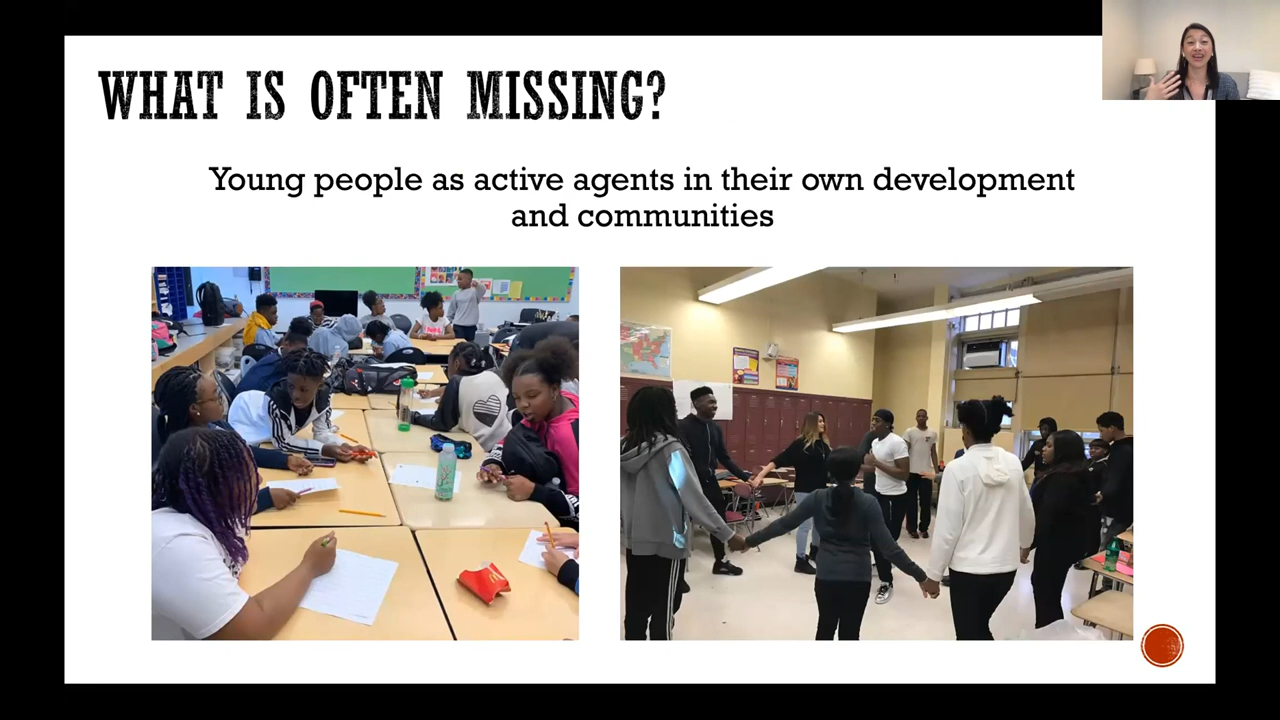 WHAT IS OFTEN MISSING?
Young people as active agents in their own development
and communities